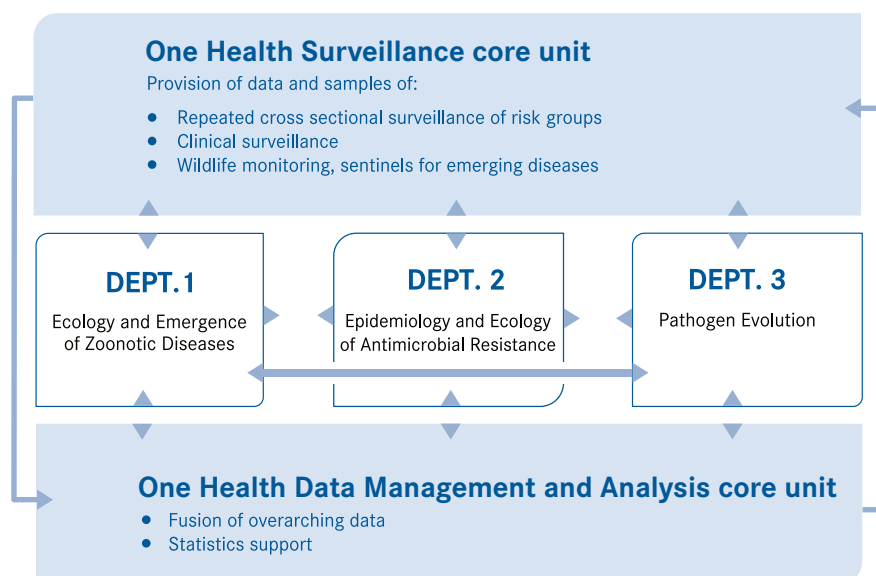 One Health Surveillance core unit
Provision of data and samples of:
• Repeated cross sectional surveillance of risk groups
• Clinical surveillance
• Wildlife monitoring, sentinels for emerging diseases
DEPT. 1
Ecology and Emergence
of Zoonotic Diseases
DEPT. 2
Epidemiology and Ecology
of Antimicrobial Resistance
DEPT. 3
Pathogen Evolution
One Health Data Management and Analysis core unit
• Fusion of overarching data
• Statistics support